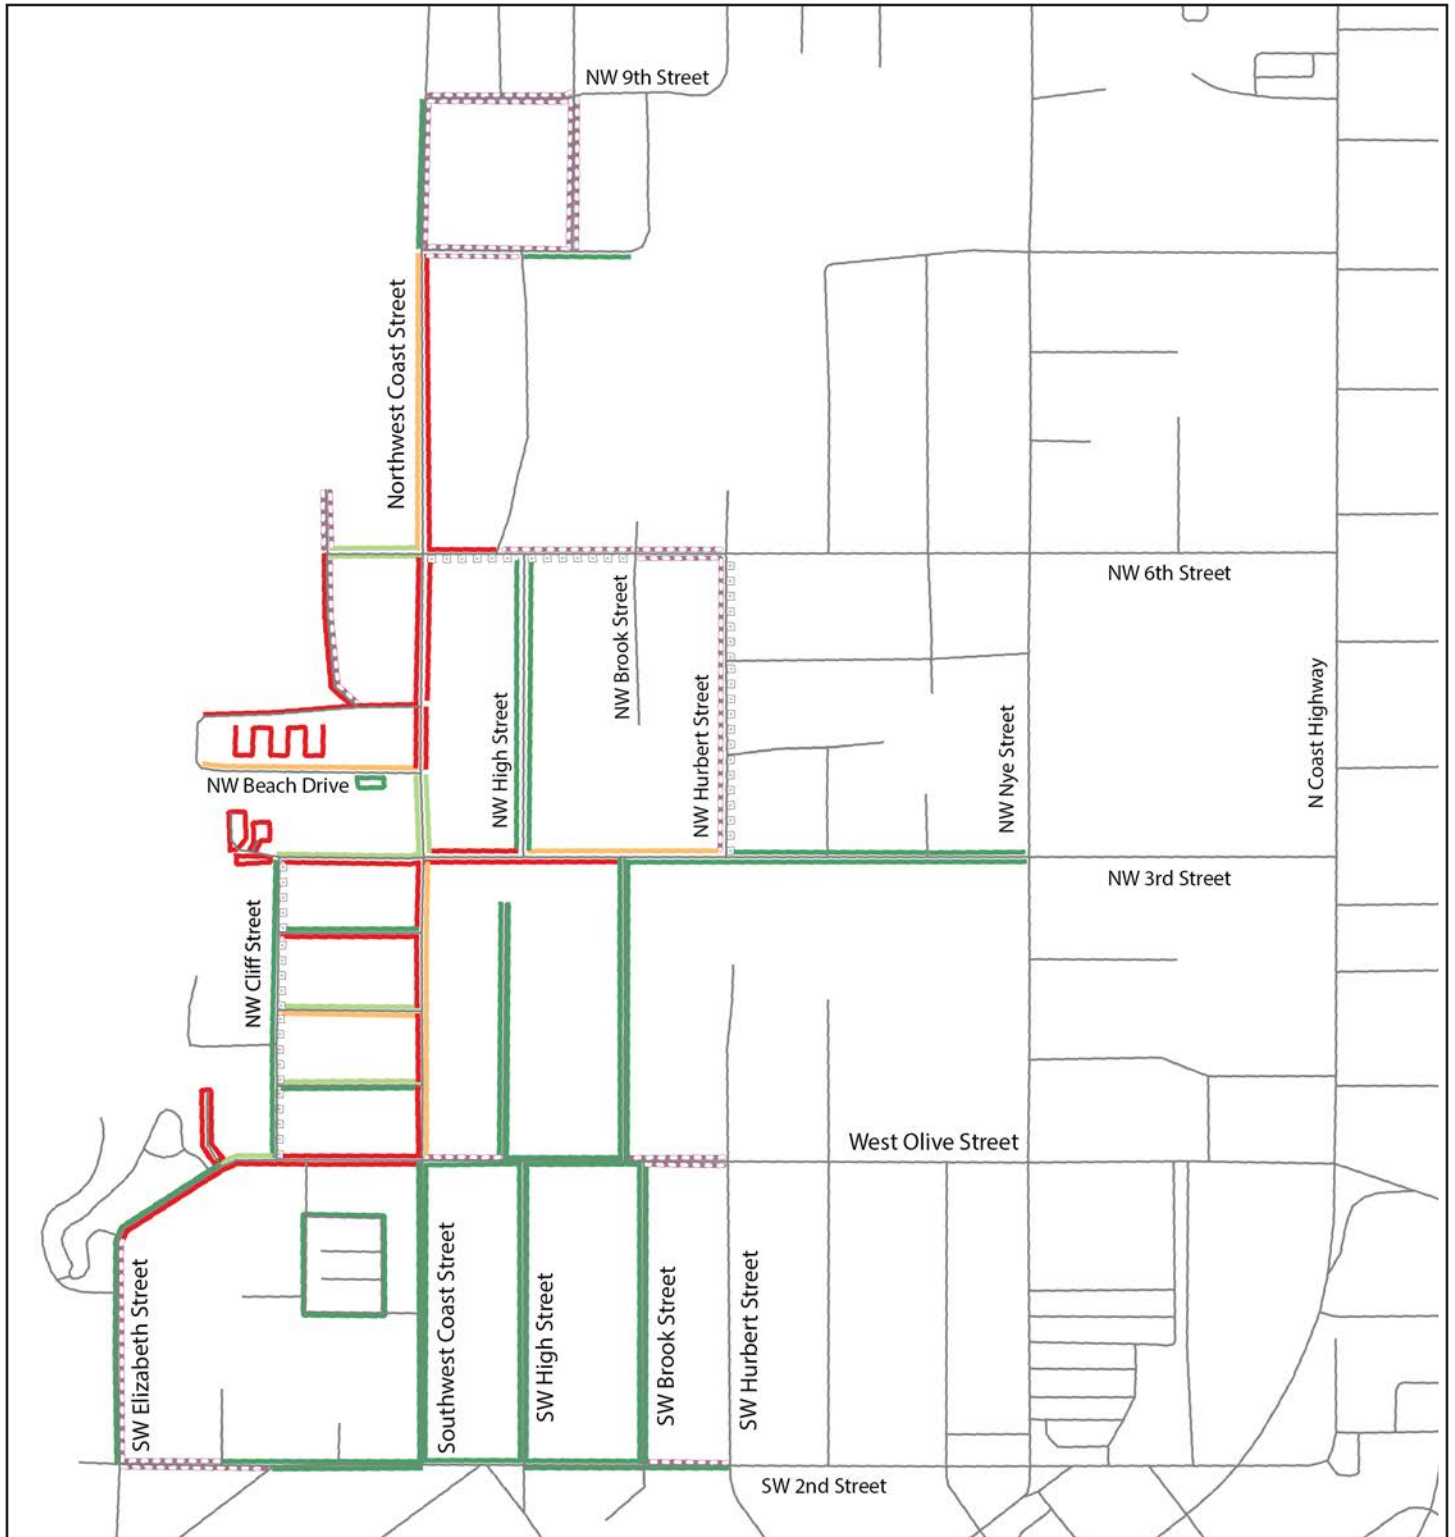 NW 9th Street
Northwest Coast Street
NW 6th Street
NW Brook Street
N Coast Highway
NW Hurbert Street
NW High Street
NW Nye Street
NW Beach Drive
NW 3rd Street
NW Cliff Street
West Olive Street
Southwest Coast Street
SW Elizabeth Street
SW High Street
SW Brook Street
SW Hurbert Street
SW 2nd Street